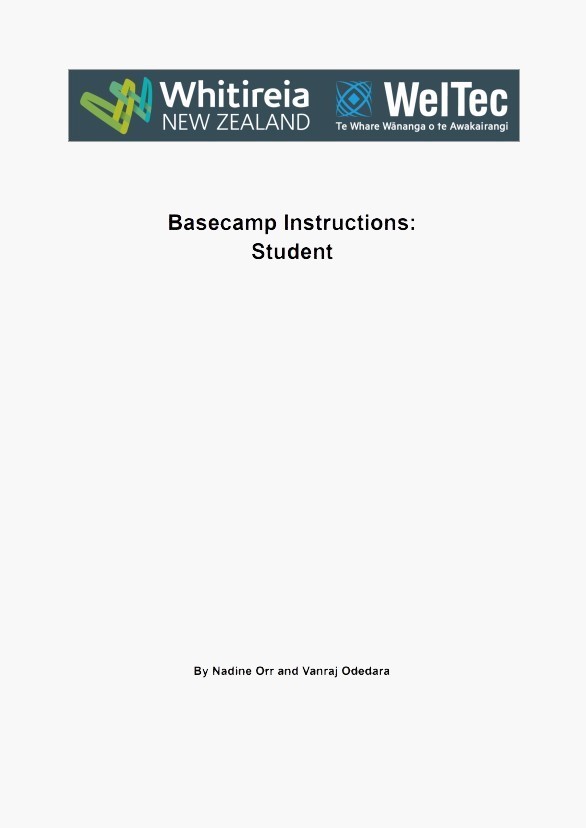 Whitireia
NEW ZEALAND
WelTec
Te Whare Wānanga o te Awakairangi
Basecamp Instructions:
Student
By Nadine Orr and Vanraj Odedara